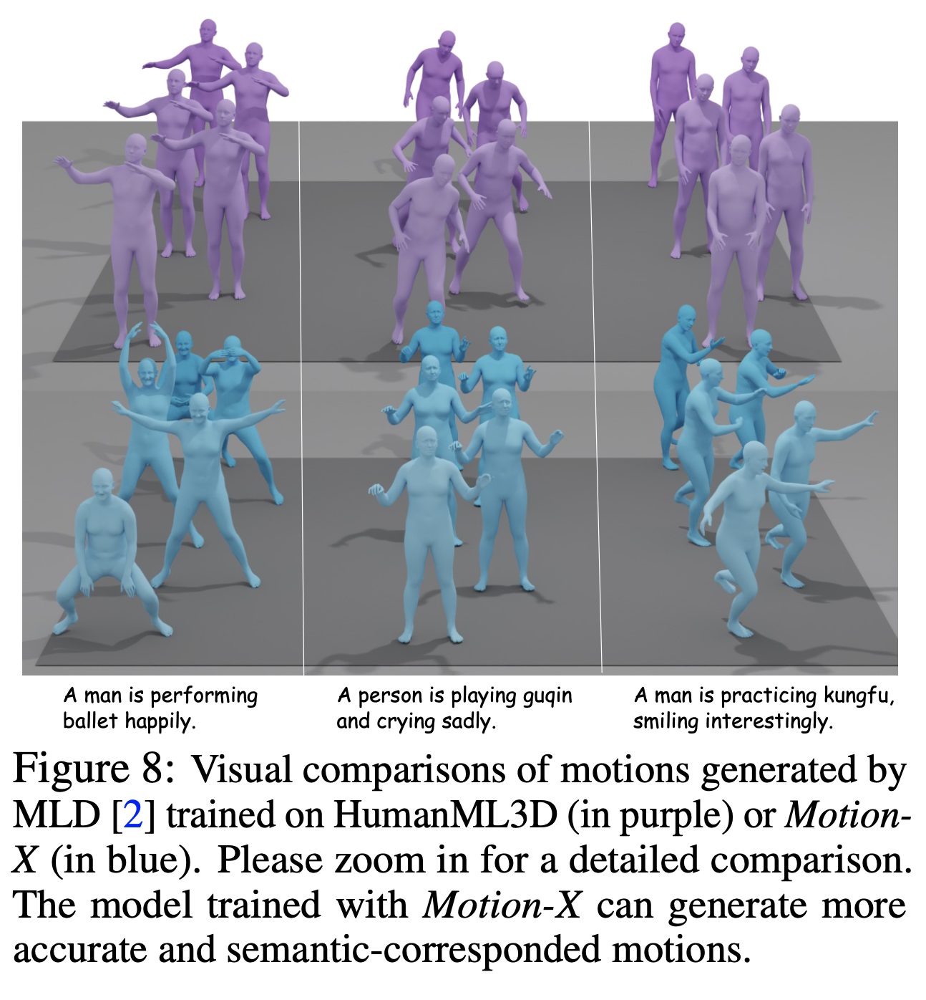 A man is performing
ballet happily.
A person is playing guqin
and crying sadly.
A man is practicing kungfu,
smiling interestingly.
Figure 8: Visual comparisons of motions generated by
MLD [2] trained on HumanML3D (in purple) or Motion-
X (in blue). Please zoom in for a detailed comparison.
The model trained with Motion-X can generate more
accurate and semantic-corresponded motions.